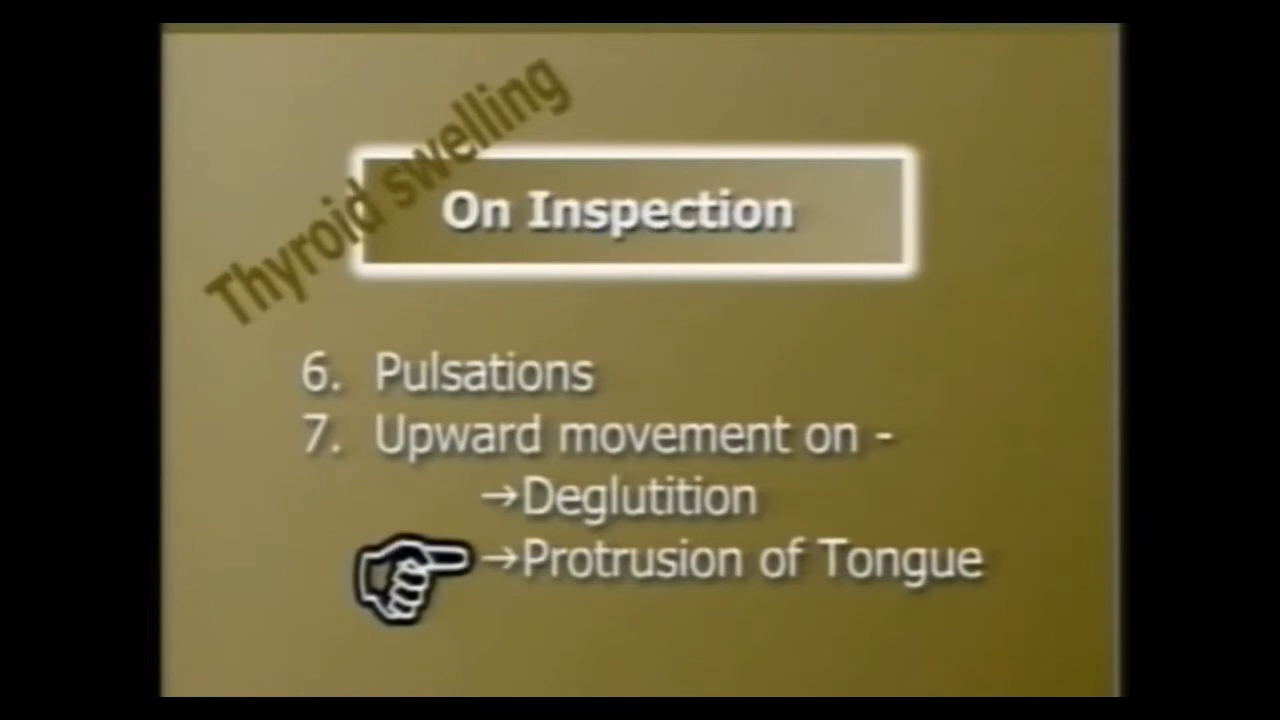 Thyroid swelling
On Inspection
6. Pulsations
7. Upward movement on -
→Deglutition
→Protrusion of Tongue